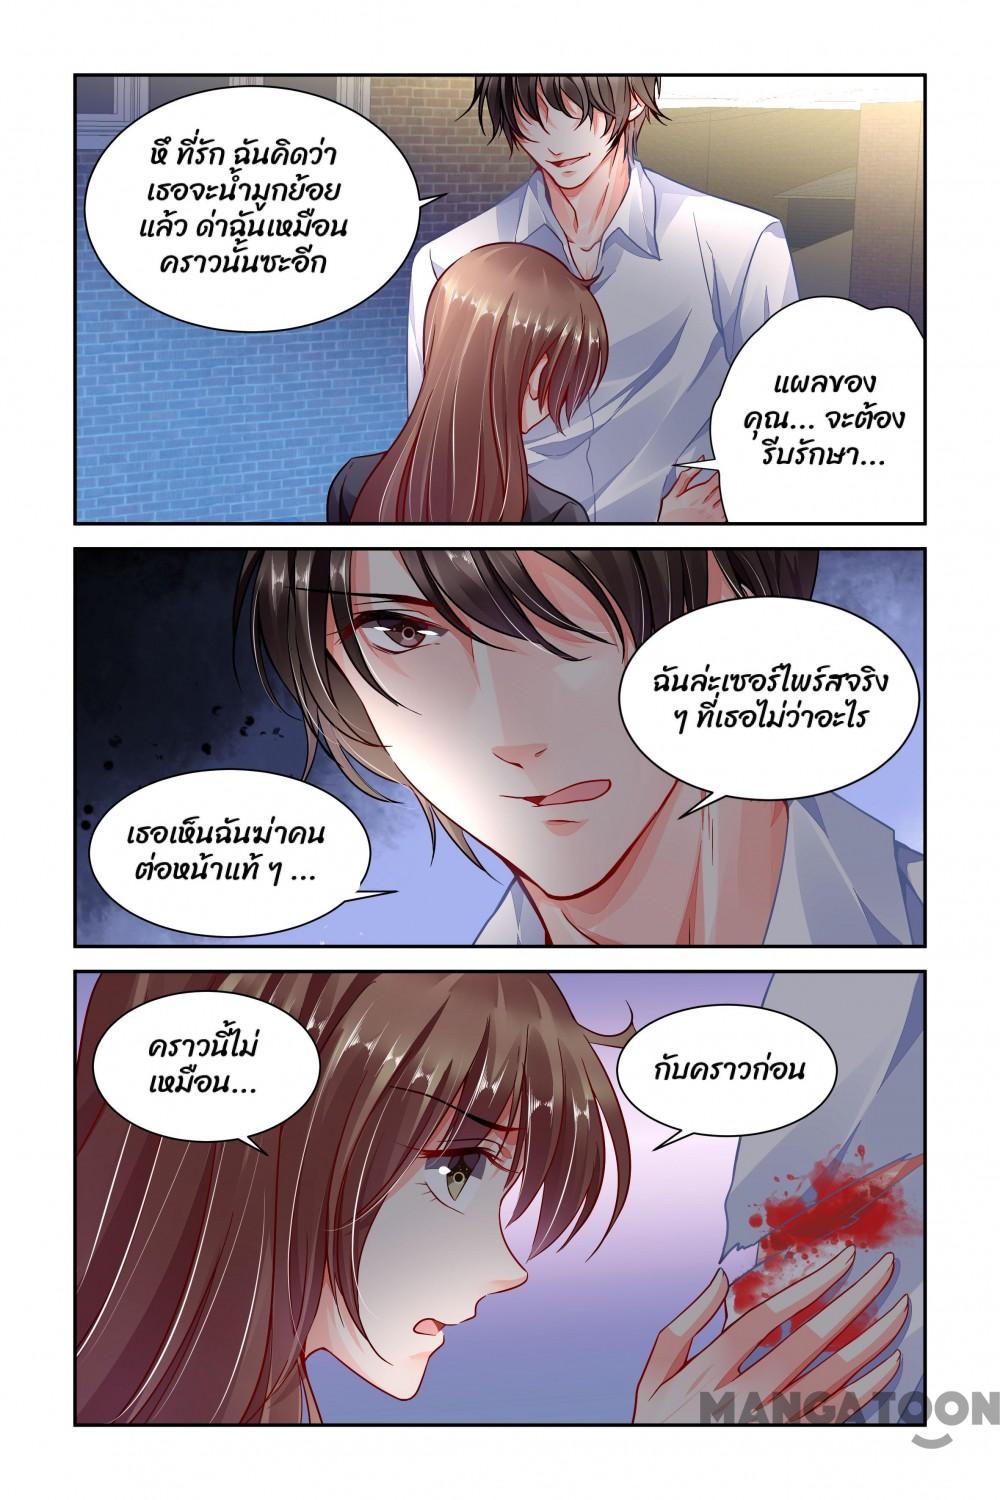 หึ ที่รัก ฉันคิดว่า
เธอจะน้ำมูกย้อย
แล้ว ด่าฉันเหมือน
คราวนั้นซะอีก
แผลของ
คุณ... จะต้อง
รีบรักษา...
ฉันล่ะเซอร์ไพร์สจริง
ๆ ที่เธอไม่ว่าอะไร
เธอเห็นฉันฆ่าคน
ต่อหน้าแท้ ๆ ...
คราวนี้ไม่
เหมือน...
กับคราวก่อน
MANGATOON